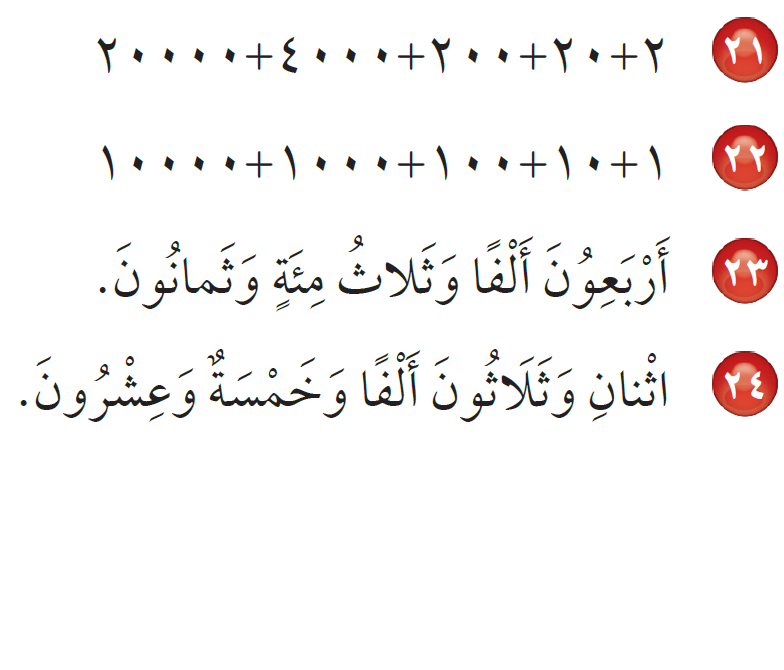 ٢١ ٢+٢٠+٢٠٠+٤٠٠٠+٢٠٠٠٠
٢٢ ١+١٠+١٠٠+١٠٠٠+١٠٠٠٠
٢٣ أَرْبَعِوُنَ أَلْفًا وَثَلاثُ مِئَةٍ وَثَمانُونَ.
٢٤ اثْنانِ وَثَلَاثُونَ أَلْفًا وَخَمْسَةٌ وَعِشْرُونَ.